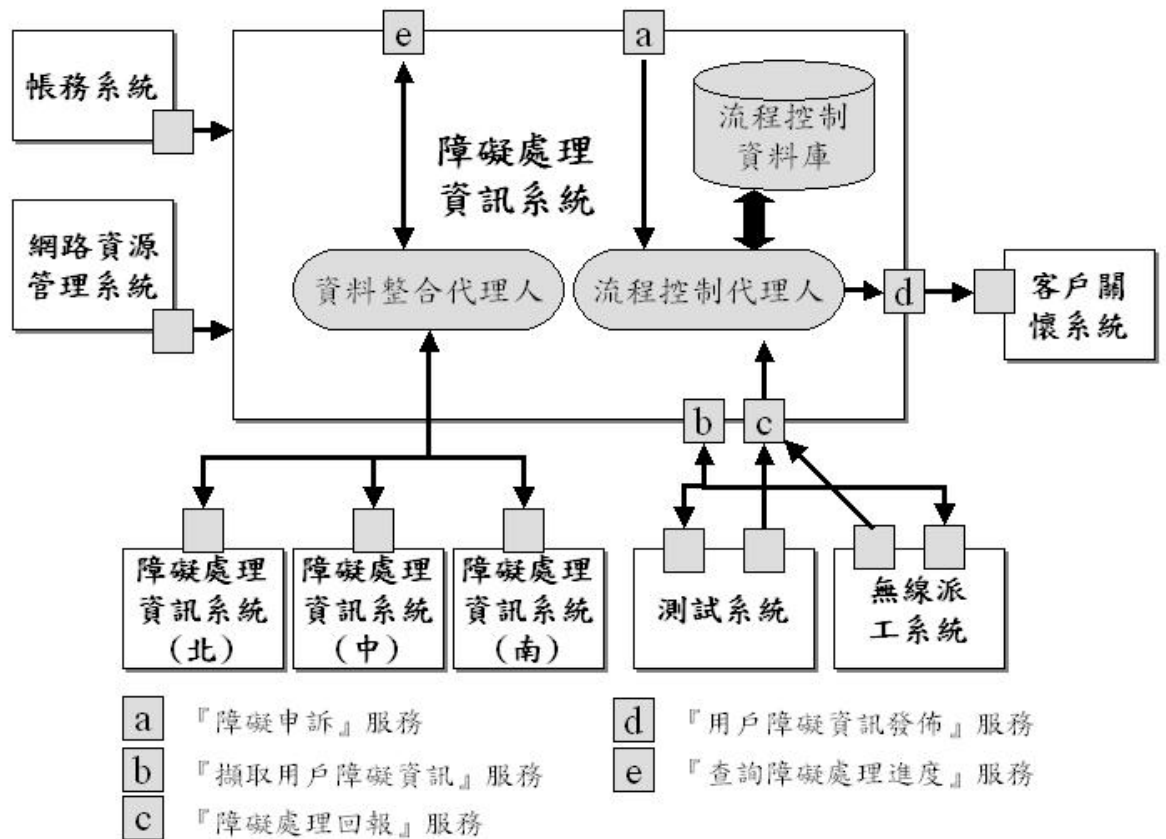 e
a
帳務系統
流程控制
資料庫
障礙處理
資訊系統
網路資源
管理系統
資料整合代理人
流程控制代理人
d
客戶關
懷系統
b
c
障礙處理
資訊系統
(北)
障礙處理
資訊系統
(中)
障礙處理
資訊系統
(南)
測試系統
無線派
工系統
a 『障礙申訴』服務
d 『用戶障礙資訊發佈』服務
b 『擷取用戶障礙資訊』服務
e 『查詢障礙處理進度』服務
c 『障礙處理回報』服務